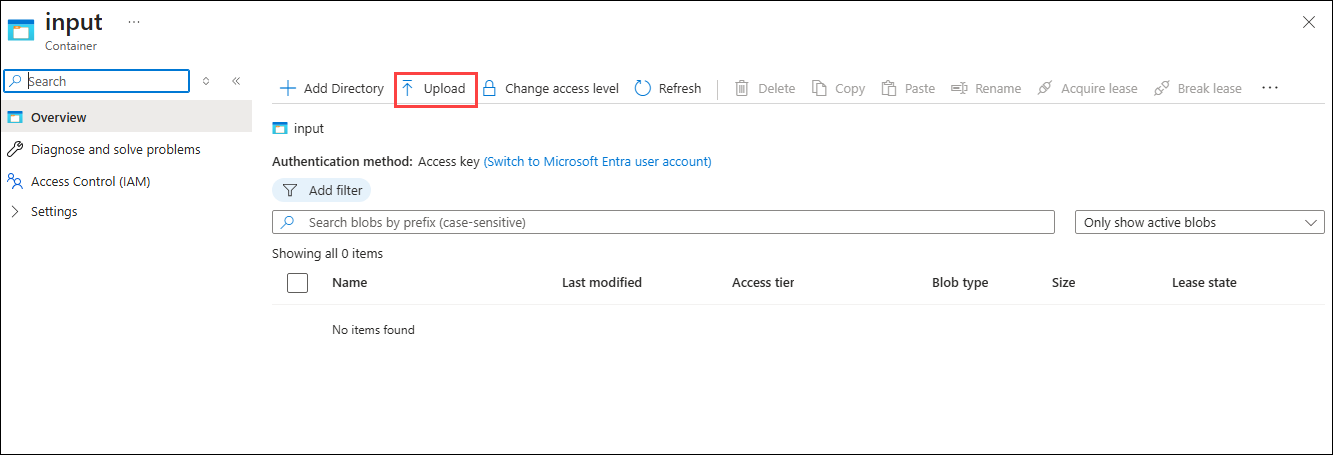 input ...
Container
Search
Overview
Diagnose and solve problems
Access Control (IAM)
Settings
Add Directory Upload Change access level Refresh Delete Copy Paste Rename Acquire lease Break lease ...
input
Authentication method: Access key (Switch to Microsoft Entra user account)
Add filter
Search blobs by prefix (case-sensitive) Only show active blobs
Showing all 0 items
Name Last modified Access tier Blob type Size Lease state
No items found